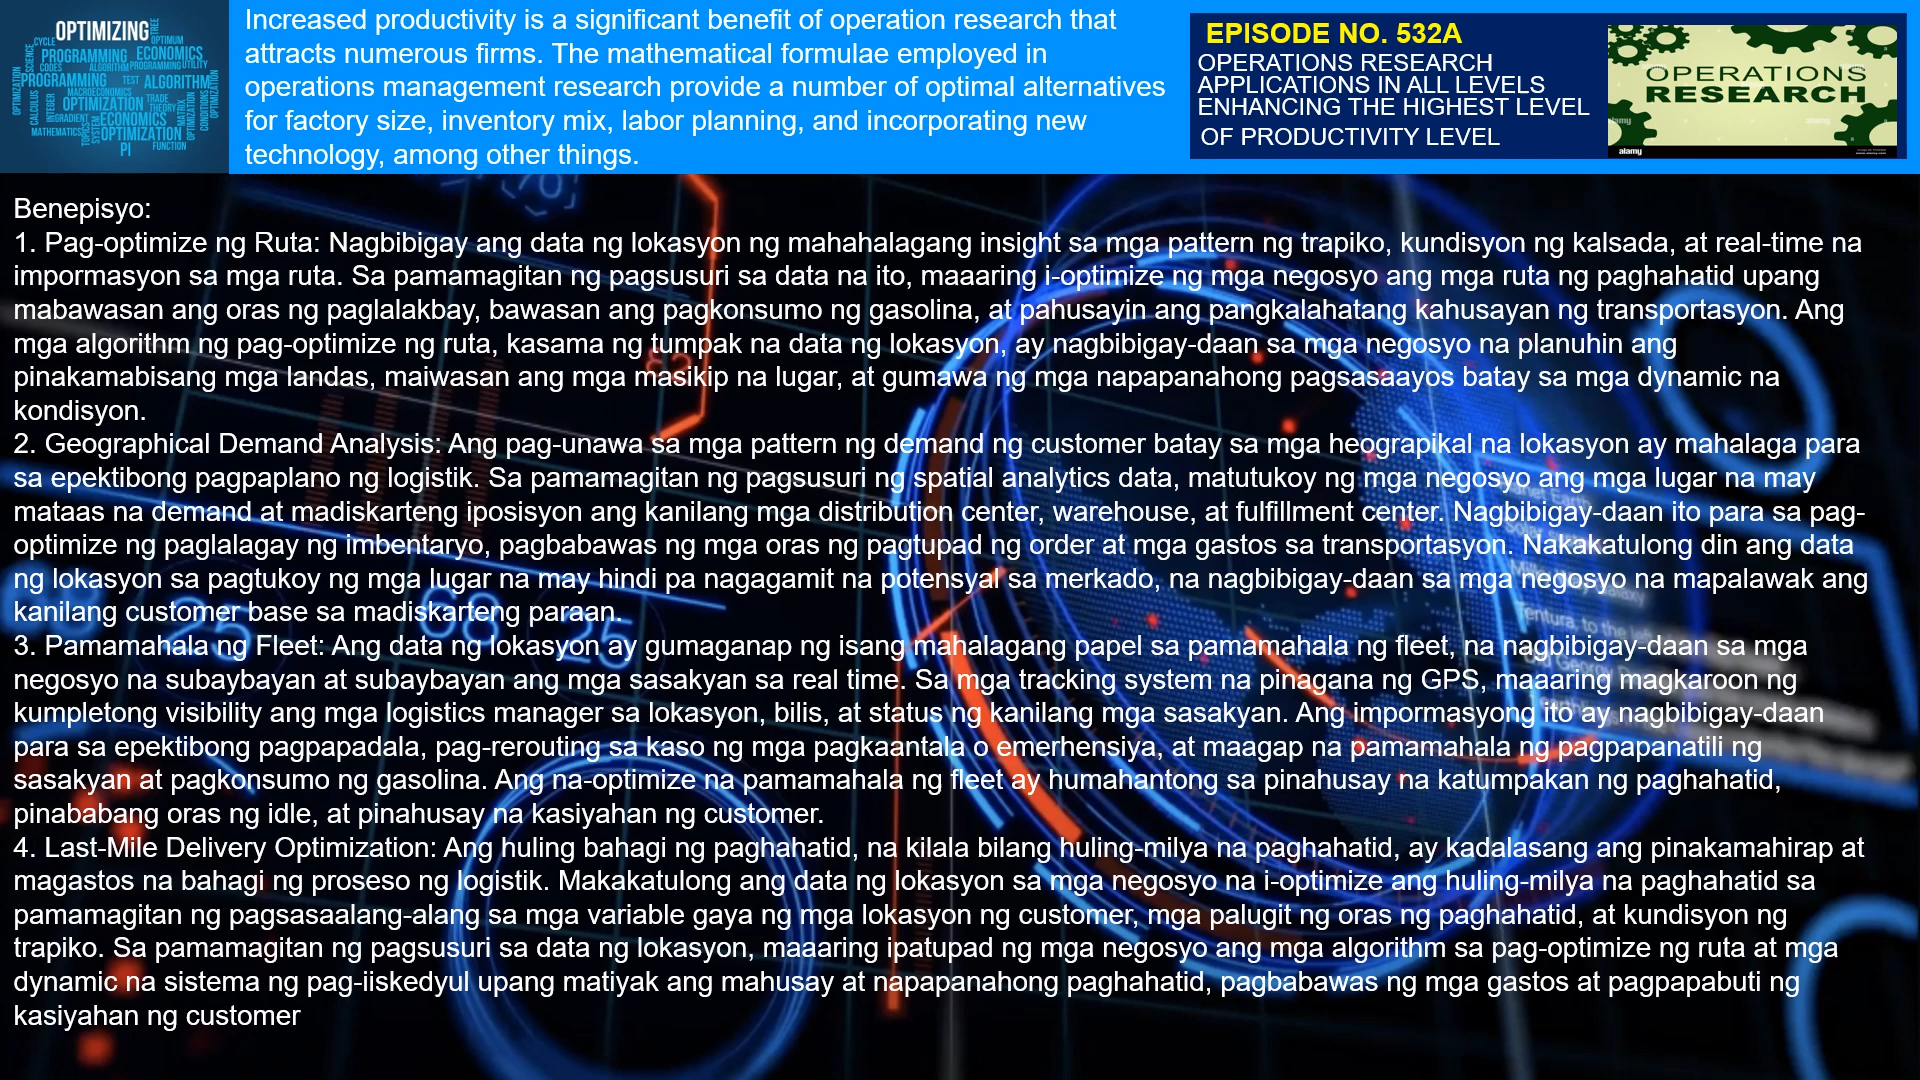 OPTIMIZING
CYCLE
TREE
OPTIMUM
SCIENCE
PROGRAMMING
ECONOMICS
CODES
ALGORITHM
PROGRAMMING
UTILITY
PROGRAMMING
TEST
ALGORITHM
OPTIMIZATION
MACROECONOMICS
OPTIMIZATION
TRADE
THEORY
CALCULUS
INTEGER
GRADIENT
ECONOMICS
MATRIX
CONDITIONS
OPTIMIZATION
MATHEMATICS
TOPICS
SYSTEM
OPTIMIZATION
PI
FUNCTION
Increased productivity is a significant benefit of operation research that
attracts numerous firms. The mathematical formulae employed in
operations management research provide a number of optimal alternatives
for factory size, inventory mix, labor planning, and incorporating new
technology, among other things.
EPISODE NO. 532A
OPERATIONS RESEARCH
APPLICATIONS IN ALL LEVELS
ENHANCING THE HIGHEST LEVEL
OF PRODUCTIVITY LEVEL
OPERATIONS
RESEARCH
alamy
Benepisyo:
1. Pag-optimize ng Ruta: Nagbibigay ang data ng lokasyon ng mahahalagang insight sa mga pattern ng trapiko, kundisyon ng kalsada, at real-time na
impormasyon sa mga ruta. Sa pamamagitan ng pagsusuri sa data na ito, maaaring i-optimize ng mga negosyo ang mga ruta ng paghahatid upang
mabawasan ang oras ng paglalakbay, bawasan ang pagkonsumo ng gasolina, at pahusayin ang pangkalahatang kahusayan ng transportasyon. Ang
mga algorithm ng pag-optimize ng ruta, kasama ng tumpak na data ng lokasyon, ay nagbibigay-daan sa mga negosyo na planuhin ang
pinakamabisang mga landas, maiwasan ang mga masikip na lugar, at gumawa ng mga napapanahong pagsasaayos batay sa mga dynamic na
kondisyon.
2. Geographical Demand Analysis: Ang pag-unawa sa mga pattern ng demand ng customer batay sa mga heograpikal na lokasyon ay mahalaga para
sa epektibong pagpaplano ng logistik. Sa pamamagitan ng pagsusuri ng spatial analytics data, matutukoy ng mga negosyo ang mga lugar na may
mataas na demand at madiskarteng iposisyon ang kanilang mga distribution center, warehouse, at fulfillment center. Nagbibigay-daan ito para sa pag-
optimize ng paglalagay ng imbentaryo, pagbabawas ng mga oras ng pagtupad ng order at mga gastos sa transportasyon. Nakakatulong din ang data
ng lokasyon sa pagtukoy ng mga lugar na may hindi pa nagagamit na potensyal sa merkado, na nagbibigay-daan sa mga negosyo na mapalawak ang
kanilang customer base sa madiskarteng paraan.
3. Pamamahala ng Fleet: Ang data ng lokasyon ay gumaganap ng isang mahalagang papel sa pamamahala ng fleet, na nagbibigay-daan sa mga
negosyo na subaybayan at subaybayan ang mga sasakyan sa real time. Sa mga tracking system na pinagana ng GPS, maaaring magkaroon ng
kumpletong visibility ang mga logistics manager sa lokasyon, bilis, at status ng kanilang mga sasakyan. Ang impormasyong ito ay nagbibigay-daan
para sa epektibong pagpapadala, pag-rerouting sa kaso ng mga pagkaantala o emerhensiya, at maagap na pamamahala ng pagpapanatili ng
sasakyan at pagkonsumo ng gasolina. Ang na-optimize na pamamahala ng fleet ay humahantong sa pinahusay na katumpakan ng paghahatid,
pinababang oras ng idle, at pinahusay na kasiyahan ng customer.
4. Last-Mile Delivery Optimization: Ang huling bahagi ng paghahatid, na kilala bilang huling-milya na paghahatid, ay kadalasang ang pinakamahirap at
magastos na bahagi ng proseso ng logistik. Makakatulong ang data ng lokasyon sa mga negosyo na i-optimize ang huling-milya na paghahatid sa
pamamagitan ng pagsasaalang-alang sa mga variable gaya ng mga lokasyon ng customer, mga palugit ng oras ng paghahatid, at kundisyon ng
trapiko. Sa pamamagitan ng pagsusuri sa data ng lokasyon, maaaring ipatupad ng mga negosyo ang mga algorithm sa pag-optimize ng ruta at mga
dynamic na sistema ng pag-iiskedyul upang matiyak ang mahusay at napapanahong paghahatid, pagbabawas ng mga gastos at pagpapabuti ng
kasiyahan ng customer